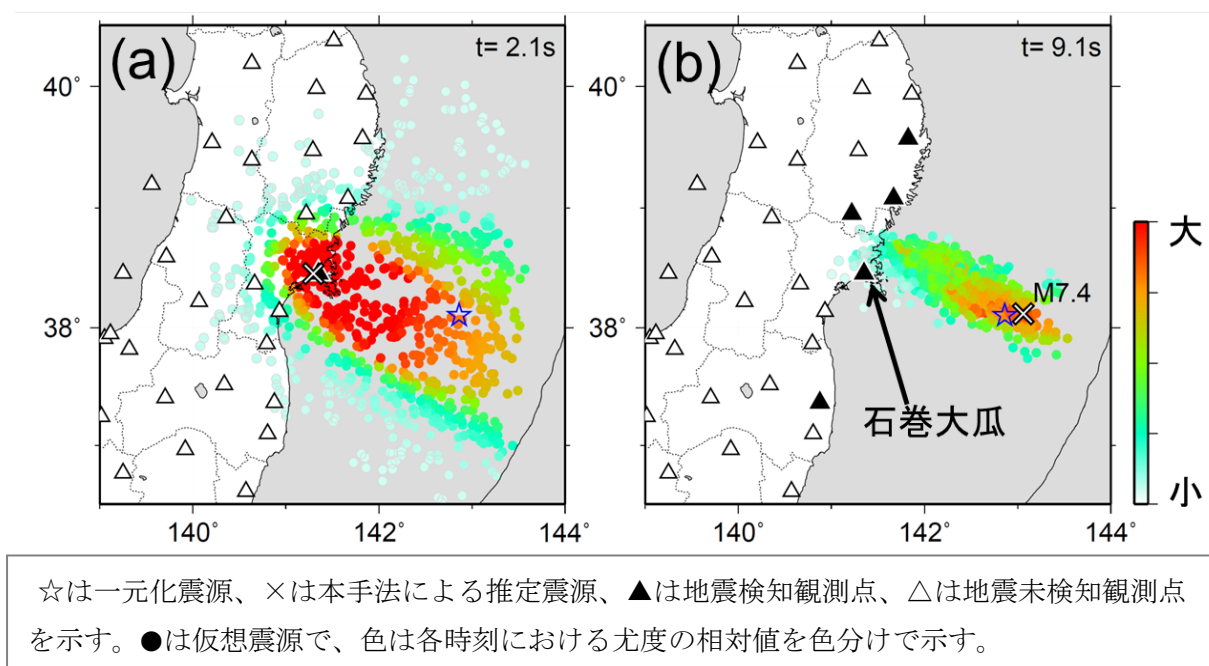 (a)
t= 2.1s
(b)
t= 9.1s
40˚
38˚
40˚
38˚
M7.4
石巻大瓜
大
小
140˚
142˚
144˚
140˚
142˚
144˚
☆は一元化震源、×は本手法による推定震源、▲は地震検知観測点、△は地震未検知観測点
を示す。●は仮想震源で、色は各時刻における尤度の相対値を色分けで示す。